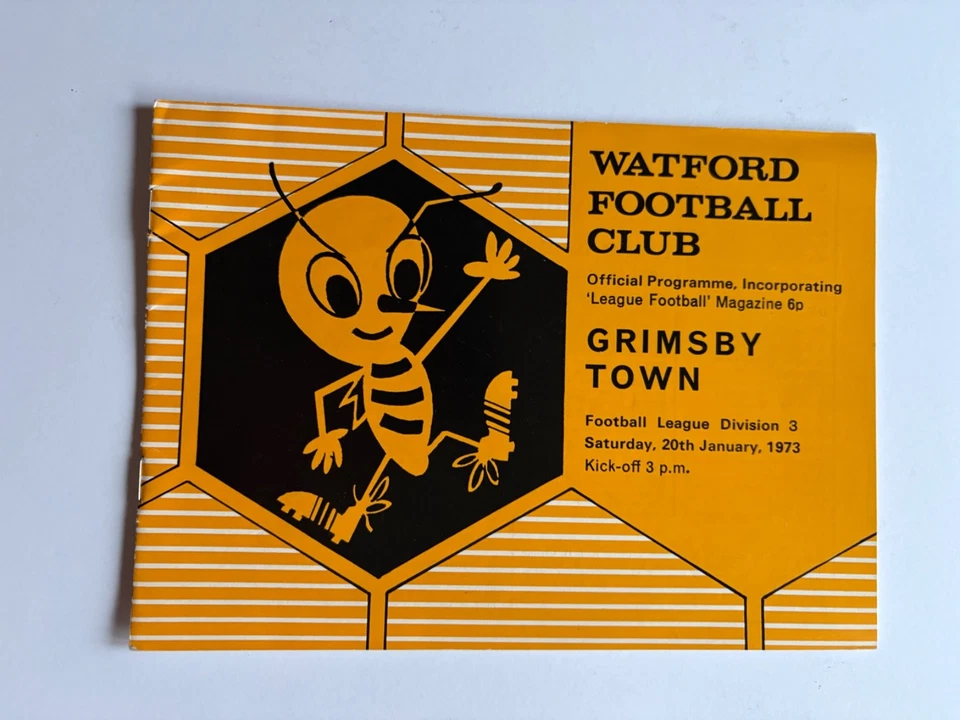 WATFORD
FOOTBALL
CLUB
Official Programme, Incorporating
'League Football' Magazine 6p
GRIMSBY
TOWN
Football League Division 3
Saturday, 20th January, 1973
Kick-off 3 p.m.